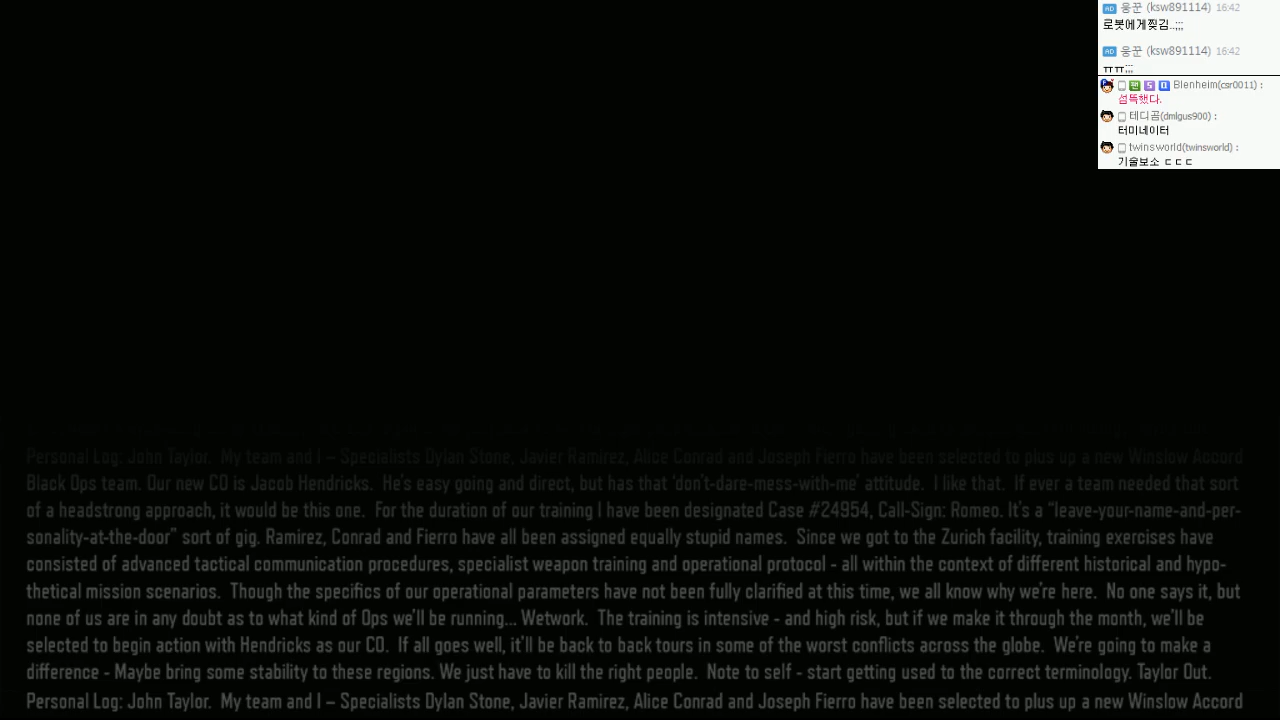 웅꾼 (ksw891114) 16:42
로봇에게찢김..;;;
웅꾼 (ksw891114) 16:42
ㅠㅠ;;;
Blenheim(csr0011) :
섬뜩했다.
테디곰(dmlgus900) :
터미네이터
twinsworld(twinsworld) :
기술보소 ㄷㄷㄷ
Personal Log: John Taylor. My team and I – Specialists Dylan Stone, Javier Ramirez, Alice Conrad and Joseph Fierro have been selected to plus up a new Winslow Accord
Black Ops team. Our new CO is Jacob Hendricks. He's easy going and direct, but has that 'don't-dare-mess-with-me' attitude. I like that. If ever a team needed that sort
of a headstrong approach, it would be this one. For the duration of our training I have been designated Case #24954, Call-Sign: Romeo. It's a "leave-your-name-and-per-
sonality-at-the-door" sort of gig. Ramirez, Conrad and Fierro have all been assigned equally stupid names. Since we got to the Zurich facility, training exercises have
consisted of advanced tactical communication procedures, specialist weapon training and operational protocol - all within the context of different historical and hypo-
thetical mission scenarios. Though the specifics of our operational parameters have not been fully clarified at this time, we all know why we're here. No one says it, but
none of us are in any doubt as to what kind of Ops we'll be running... Wetwork. The training is intensive - and high risk, but if we make it through the month, we'll be
selected to begin action with Hendricks as our CO. If all goes well, it'll be back to back tours in some of the worst conflicts across the globe. We're going to make a
difference - Maybe bring some stability to these regions. We just have to kill the right people. Note to self - start getting used to the correct terminology. Taylor Out.
Personal Log: John Taylor. My team and I – Specialists Dylan Stone, Javier Ramirez, Alice Conrad and Joseph Fierro have been selected to plus up a new Winslow Accord